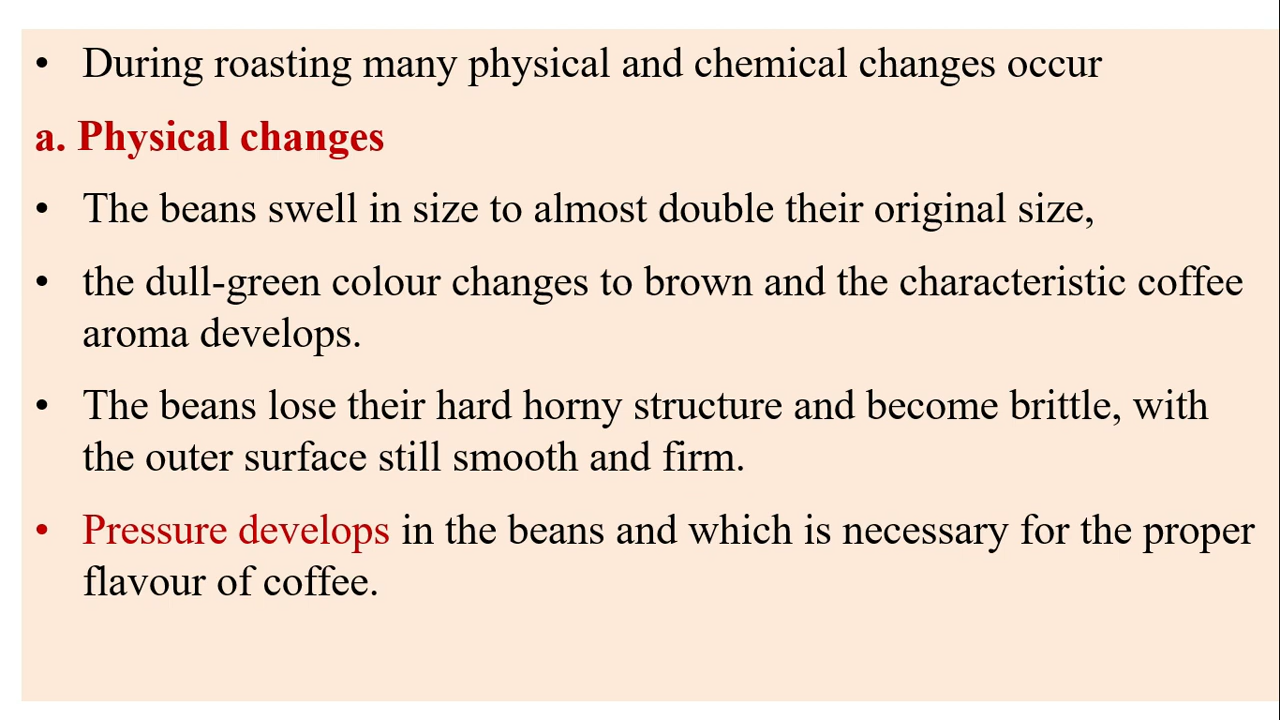 • During roasting many physical and chemical changes occur
a. Physical changes
• The beans swell in size to almost double their original size,
• the dull-green colour changes to brown and the characteristic coffee
aroma develops.
• The beans lose their hard horny structure and become brittle, with
the outer surface still smooth and firm.
• Pressure develops in the beans and which is necessary for the proper
flavour of coffee.